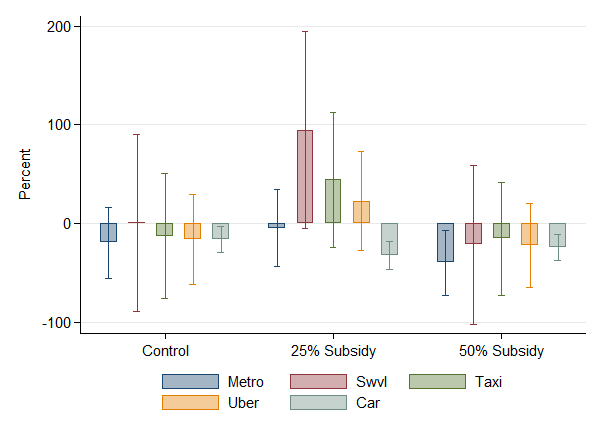 200
100
0
-100
Percent
Control 25% Subsidy 50% Subsidy
Metro Swvl Taxi
Uber Car